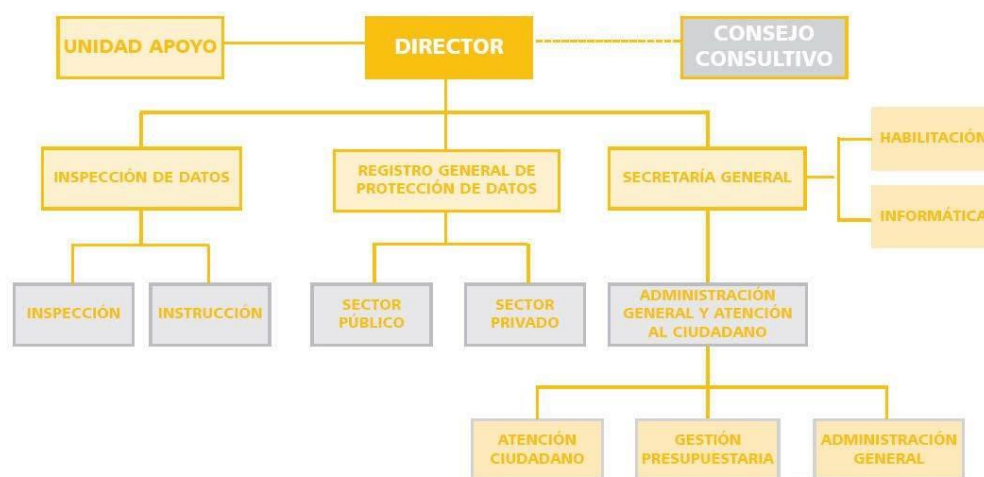 UNIDAD APOYO
DIRECTOR
CONSEJO
CONSULTIVO
HABILITACIÓN
INSPECCIÓN DE DATOS
REGISTRO GENERAL DE
PROTECCIÓN DE DATOS
SECRETARÍA GENERAL
INFORMÁTICA
INSPECCIÓN
INSTRUCCIÓN
SECTOR
PÚBLICO
SECTOR
PRIVADO
ADMINISTRACIÓN
GENERAL Y ATENCIÓN
AL CIUDADANO
ATENCIÓN
CIUDADANO
GESTIÓN
PRESUPUESTARIA
ADMINISTRACIÓN
GENERAL